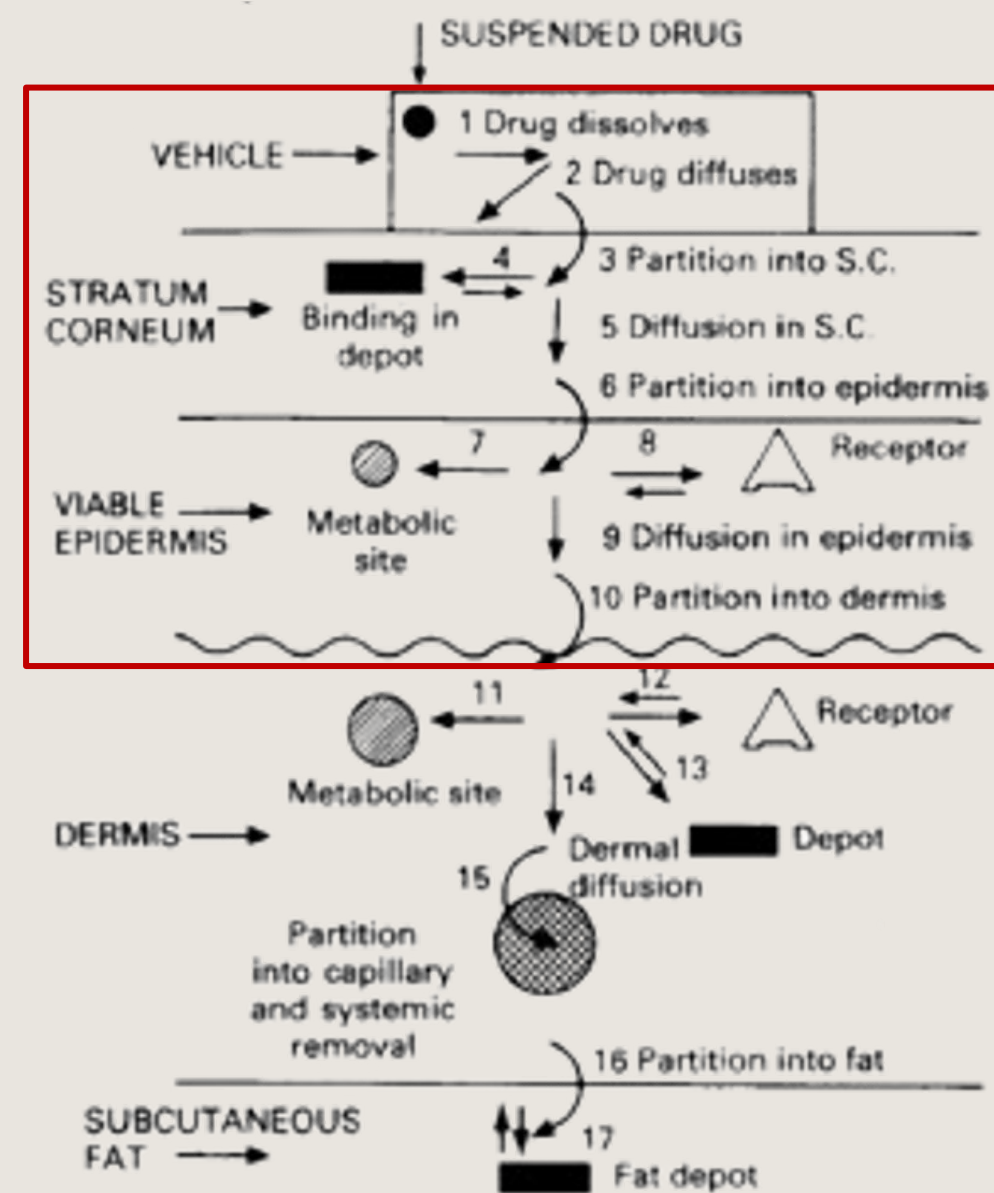 SUSPENDED DRUG
1 Drug dissolves
VEHICLE
2 Drug diffuses
3 Partition into S.C.
4
STRATUM
CORNEUM
Binding in
depot
5 Diffusion in S.C.
6 Partition into epidermis
7
8
Receptor
VIABLE
EPIDERMIS
Metabolic
site
9 Diffusion in epidermis
10 Partition into dermis
11
12
Receptor
Metabolic site
13
14
DERMIS
Depot
Dermal
diffusion
15
Partition
into capillary
and systemic
removal
16 Partition into fat
SUBCUTANEOUS
FAT
17
Fat depot